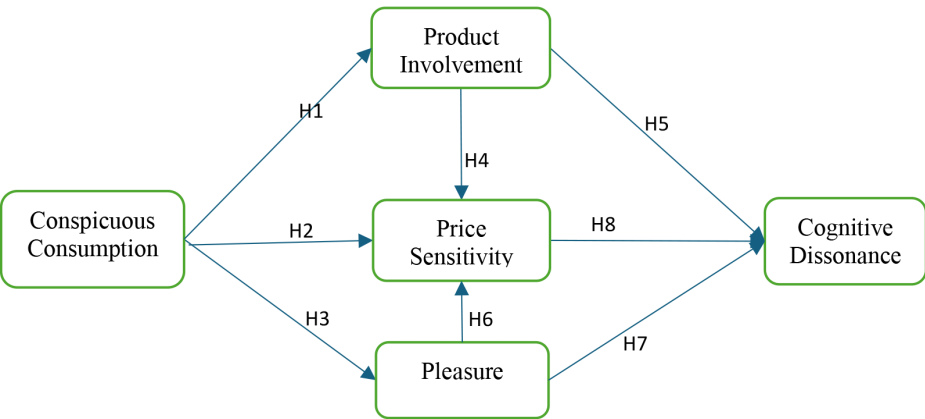 Product
Involvement
H1
H5
H4
Conspicuous
Consumption
H2
Price
Sensitivity
H8
Cognitive
Dissonance
H3
H6
H7
Pleasure